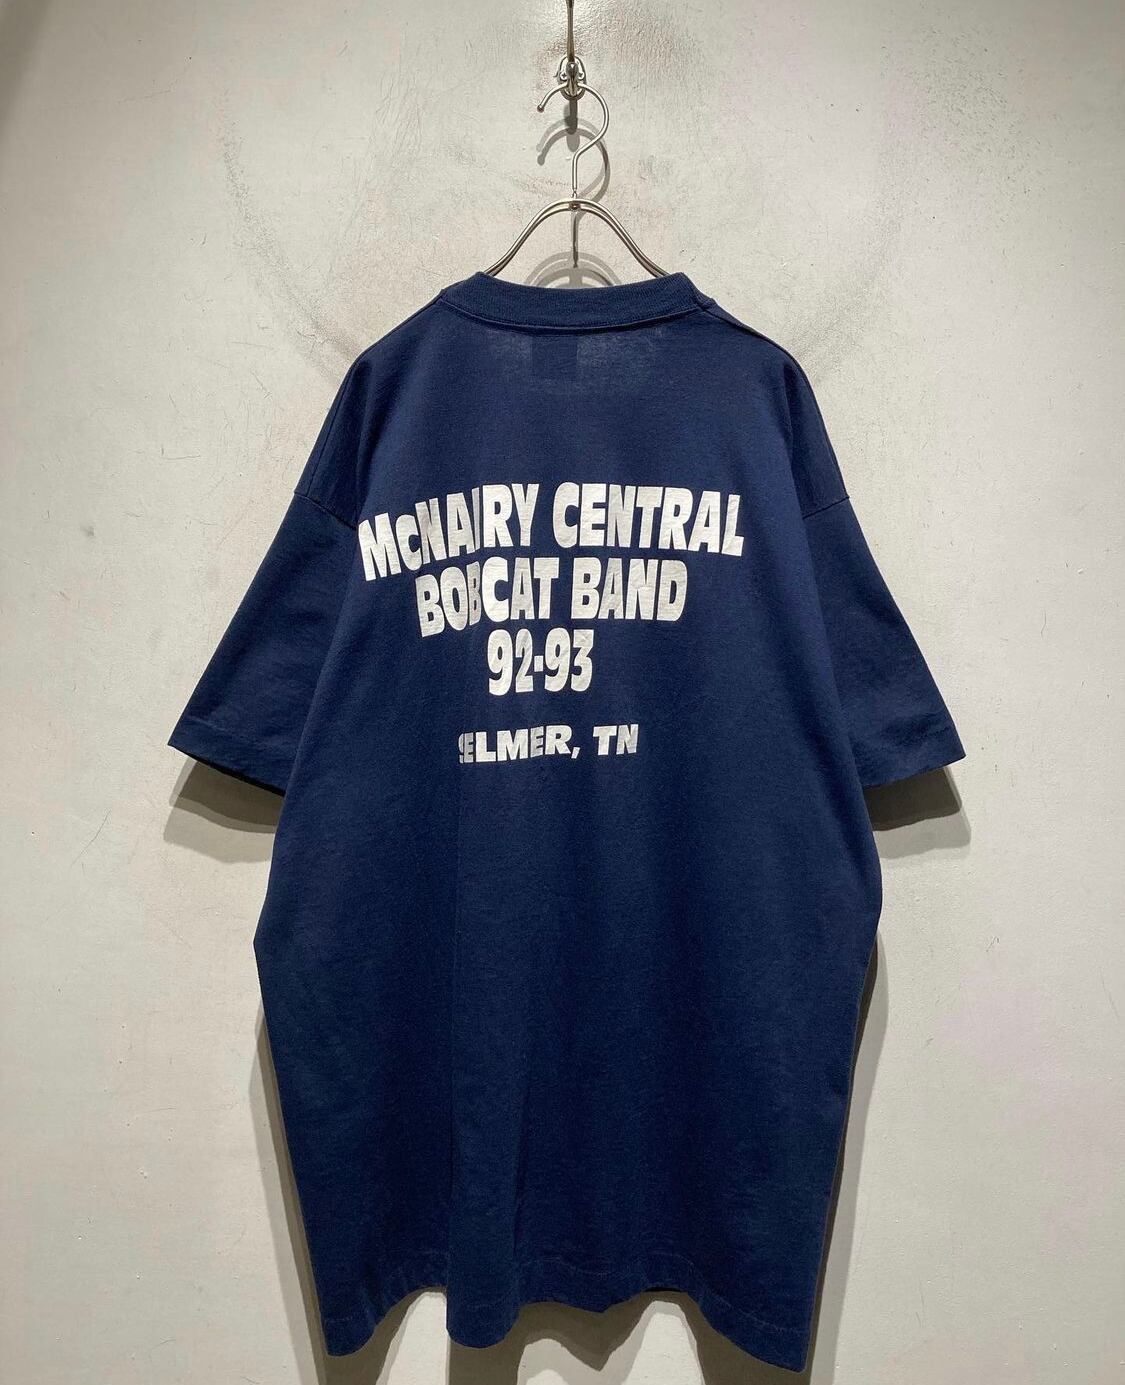 McNAIRY CENTRAL
BOBCAT BAND
92-93
SELMER, TN